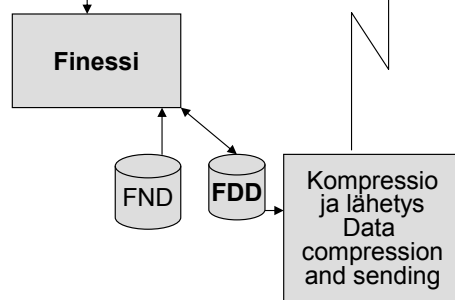 Finessi
FND
FDD
Kompressio
ja lähetys
Data
compression
and sending